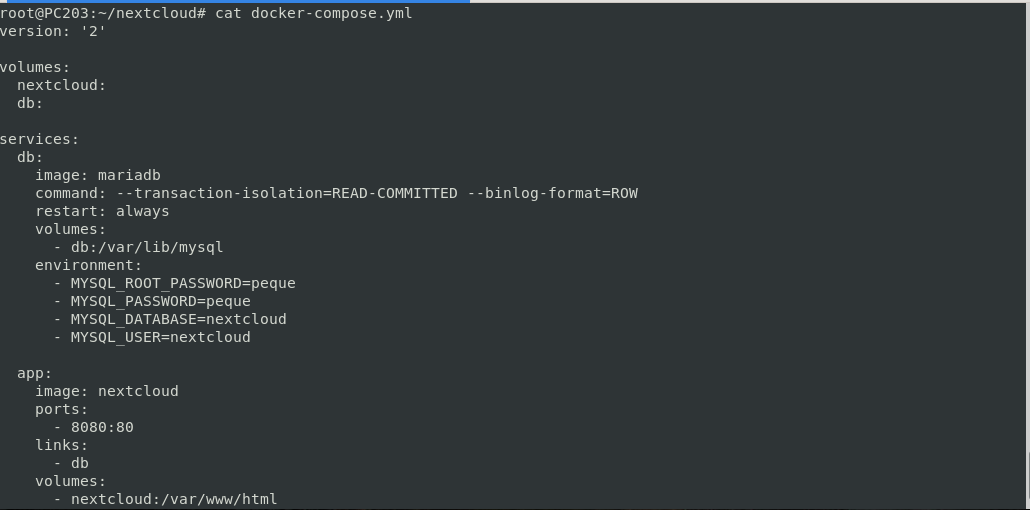 root@PC203:~/nextcloud# cat docker-compose.yml
version: '2'

volumes:
  nextcloud:
  db:

services:
  db:
    image: mariadb
    command: --transaction-isolation=READ-COMMITTED --binlog-format=ROW
    restart: always
    volumes:
      - db:/var/lib/mysql
    environment:
      - MYSQL_ROOT_PASSWORD=peque
      - MYSQL_PASSWORD=peque
      - MYSQL_DATABASE=nextcloud
      - MYSQL_USER=nextcloud

  app:
    image: nextcloud
    ports:
      - 8080:80
    links:
      - db
    volumes:
      - nextcloud:/var/www/html